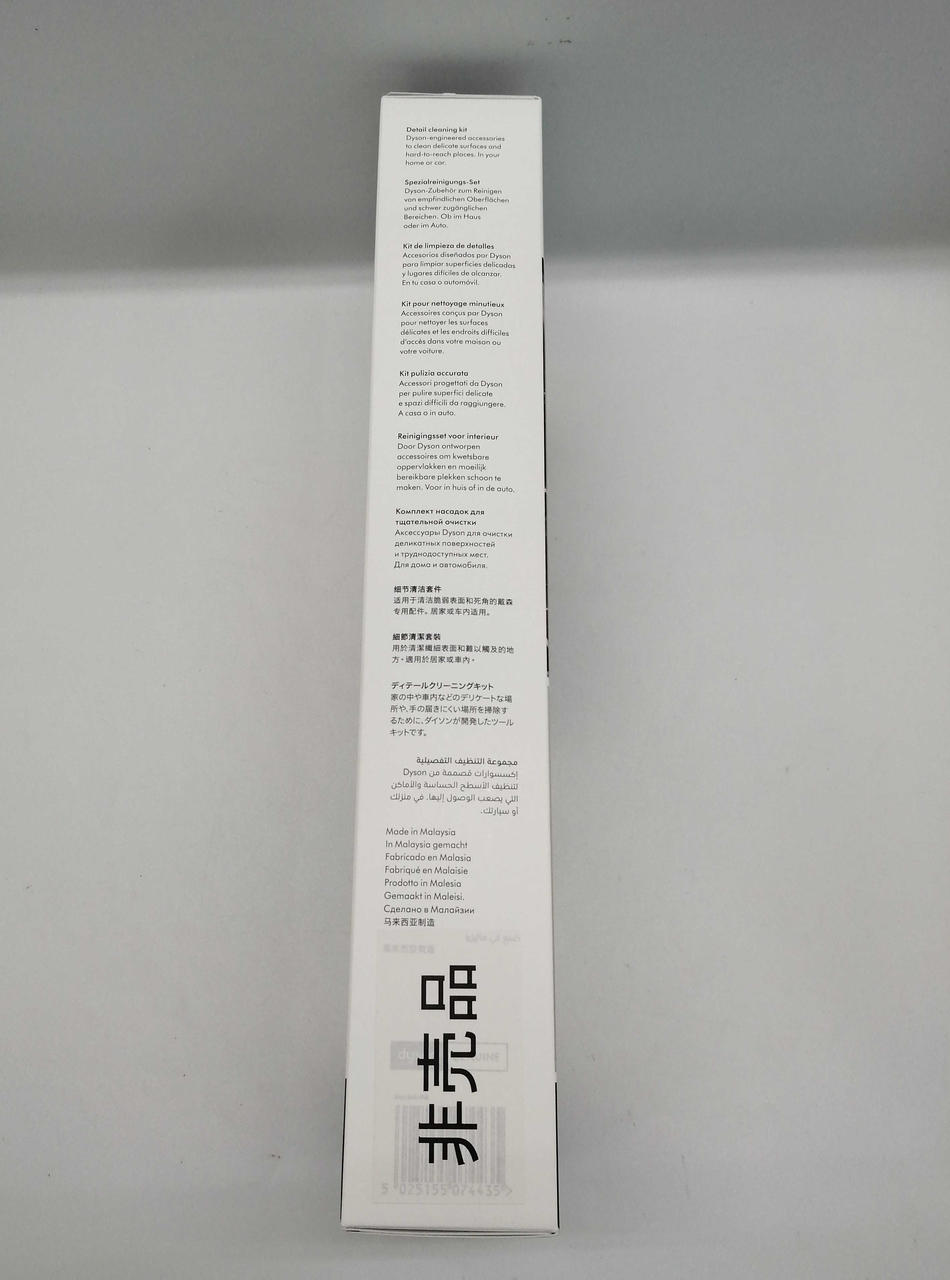 Detail cleaning kit
Dyson-engineered accessories
to clean delicate surfaces and
hard-to-reach places. In your
home or car.
Spezialreinigungs-Set
Dyson-Zubehör zum Reinigen
von empfindlichen Oberflächen
und schwer zugänglichen
Bereichen. Ob im Haus
oder im Auto.
Kit de limpieza de detalles
Accesorios diseñados por Dyson
para limpiar superficies delicadas
y lugares difíciles de alcanzar.
En tu casa o automóvil.
Kit pour nettoyage minutieux
Accessoires conçus par Dyson
pour nettoyer les surfaces
délicates et les endroits difficiles
d'accès dans votre maison ou
votre voiture.
Kit pulizia accurata
Accessori progettati da Dyson
per pulire superfici delicate
e spazi difficili da raggiungere.
A casa o in auto.
Reinigingsset voor interieur
Door Dyson ontworpen
accessoires om kwetsbare
oppervlakken en moeilijk
bereikbare plekken schoon te
maken. Voor in huis of in de auto.
Комплект насадок для
тщательной очистки
Аксессуары Dyson для очистки
деликатных поверхностей
и труднодоступных мест.
Для дома и автомобиля.
细节清洁套件
适用于清洁脆弱表面和死角的戴森
专用配件。居家或车内适用。
細節清潔套裝
用於清潔纖細表面和難以觸及的地
方。適用於居家或車內。
ディテールクリーニングキット
家の中や車内などのデリケートな場
所や、手の届きにくい場所を掃除す
るために、ダイソンが開発したツール
キットです。
مجموعة التنظيف التفصيلية
إكسسوارات مصممة من Dyson
لتنظيف الأسطح الحساسة والأماكن
اللي يصعب الوصول إليها. في منزلك
أو سيارتك.
Made in Malaysia
In Malaysia gemacht
Fabricado en Malasia
Fabriqué en Malaisie
Prodotto in Malesia
Gemaakt in Maleisi.
Сделано в Малайзии
马来西亚制造
非売品
5 025155 074435 >